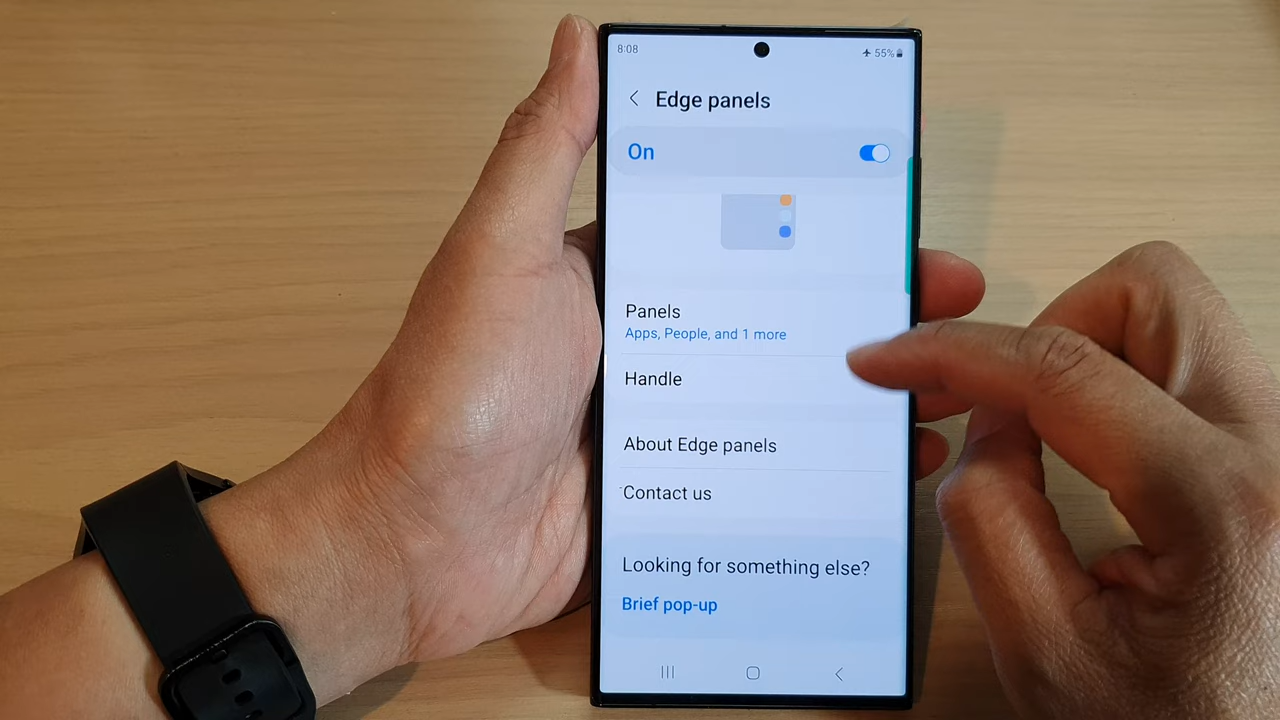 8:08
55%
Edge panels
On
Panels
Apps, People, and 1 more
Handle
About Edge panels
Contact us
Looking for something else?
Brief pop-up